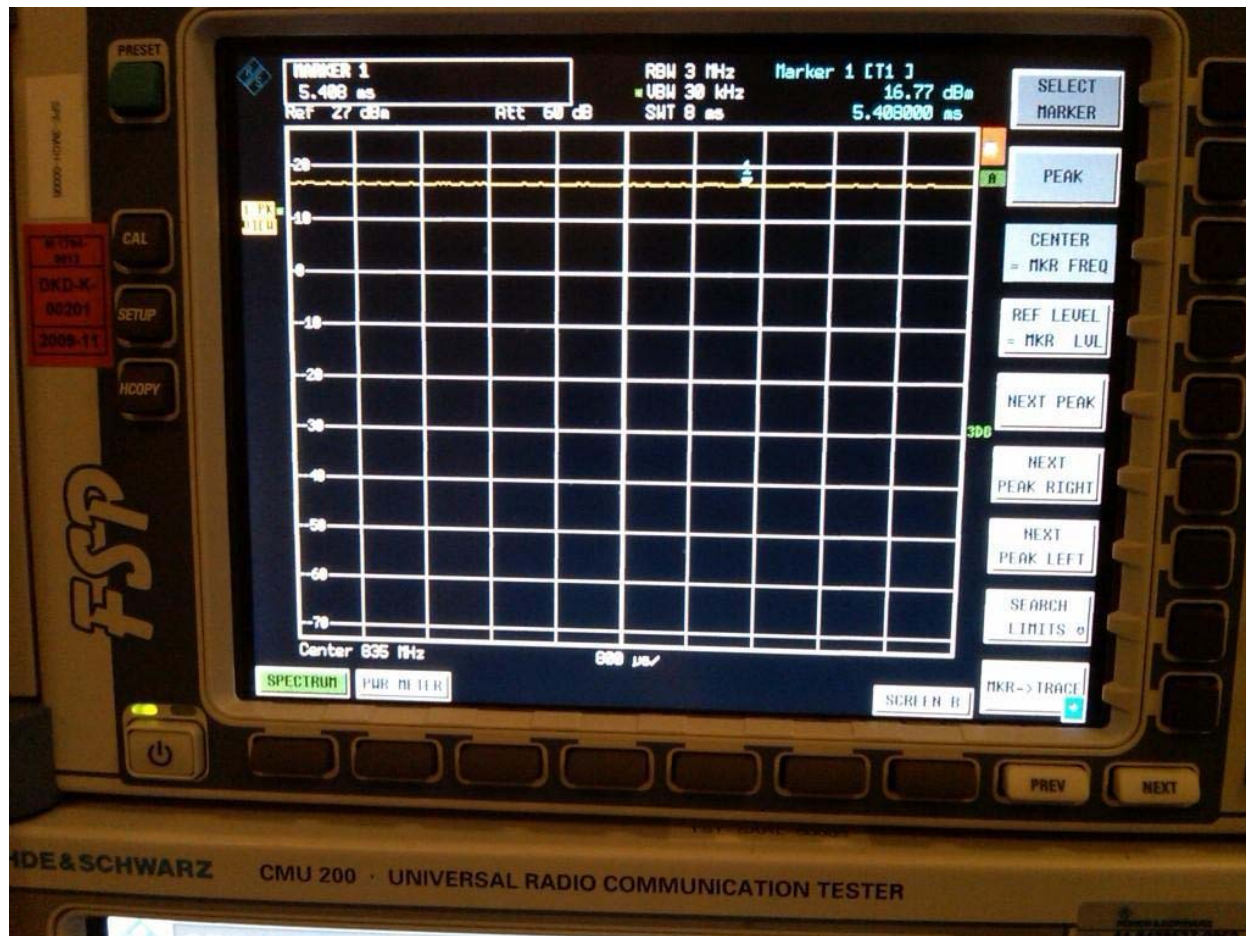 PRESET
MARKER 1
5.408 ms
RBW 3 MHz
VBW 30 kHz
SWT 8 ms
Marker 1 [T1 ]
16.77 dBm
5.408000 ms
Ref 27 dBm
Att 60 dB
20
10
0
-10
-20
-30
-40
-50
-60
-70
A
3DB
Center 835 MHz
800 µs/
SPECTRUM
PWR METER
SCREEN B
SELECT
MARKER
PEAK
CENTER
= MKR FREQ
REF LEVEL
= MKR LVL
NEXT PEAK
NEXT
PEAK RIGHT
NEXT
PEAK LEFT
SEARCH
LIMITS
MKR->TRACE
CAL
SETUP
HCOPY
DKD-K-
00201
2009-11
FSP
PREV
NEXT
HDE&SCHWARZ
CMU 200 · UNIVERSAL RADIO COMMUNICATION TESTER